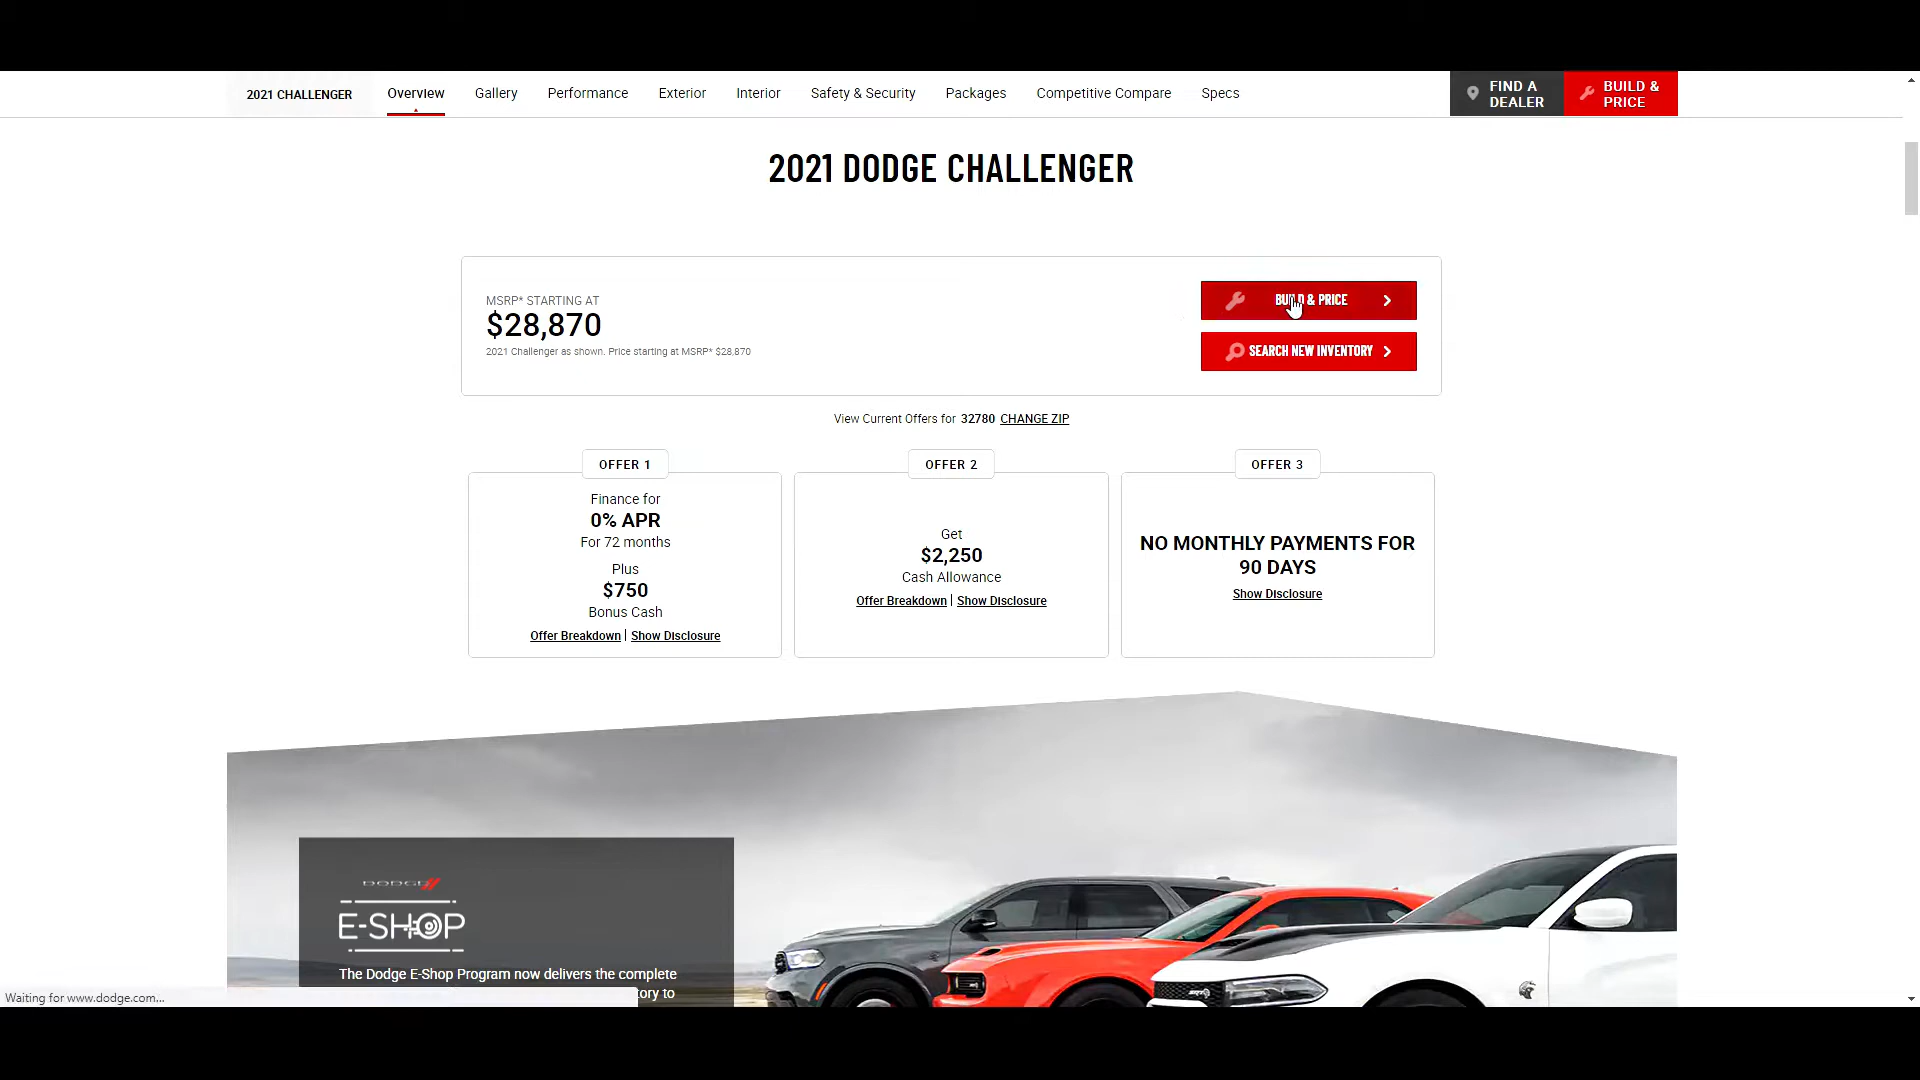 2021 CHALLENGER
Overview
Gallery
Performance
Exterior
Interior
Safety & Security
Packages
Competitive Compare
Specs
FIND A
DEALER
BUILD &
PRICE
2021 DODGE CHALLENGER
MSRP* STARTING AT
$28,870
2021 Challenger as shown. Price starting at MSRP* $28,870
BUILD & PRICE
SEARCH NEW INVENTORY
View Current Offers for 32780 CHANGE ZIP
OFFER 1
Finance for
0% APR
For 72 months
Plus
$750
Bonus Cash
Offer Breakdown | Show Disclosure
OFFER 2
Get
$2,250
Cash Allowance
Offer Breakdown | Show Disclosure
OFFER 3
NO MONTHLY PAYMENTS FOR
90 DAYS
Show Disclosure
DODGE
E-SHOP
The Dodge E-Shop Program now delivers the complete
to
Waiting for www.dodge.com...